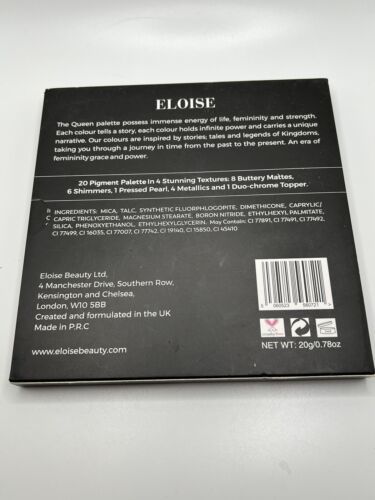 ELOISE
The Queen palette possess immense energy of life, femininity and strength.
Each colour tells a story, each colour holds infinite power and carries a unique
narrative. Our colours are inspired by stories; tales and legends of Kingdoms,
taking you through a journey in time from the past to the present. An era of
femininity grace and power.
20 Pigment Palette In 4 Stunning Textures: 8 Buttery Mattes,
6 Shimmers, 1 Pressed Pearl, 4 Metallics and 1 Duo-chrome Topper.
INGREDIENTS: MICA, TALC, SYNTHETIC FLUORPHLOGOPITE, DIMETHICONE, CAPRYLIC/
CAPRIC TRIGLYCERIDE, MAGNESIUM STEARATE, BORON NITRIDE, ETHYLHEXYL PALMITATE,
SILICA, PHENOXYETHANOL, ETHYLHEXYLGLYCERIN. May Contain: CI 77891, CI 77491, CI 77492,
CI 77499, CI 16035, CI 77007, CI 77742, CI 19140, CI 15850, CI 45410
Eloise Beauty Ltd,
4 Manchester Drive, Southern Row,
Kensington and Chelsea,
London, W10 5BB
Created and formulated in the UK
Made in P.R.C
www.eloisebeauty.com
NET WT: 20g/0.78oz